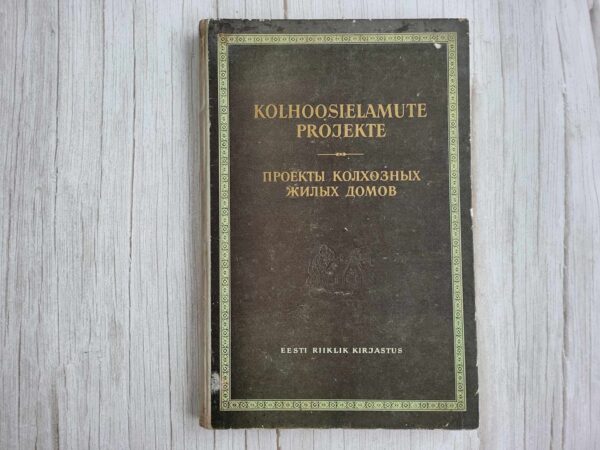 KOLHOOSIELAMUTE
PROJEKTE
ПРОЕКТЫ КОЛХОЗНЫХ
ЖИЛЫХ ДОМОВ
EESTI RIIKLIK KIRJASTUS